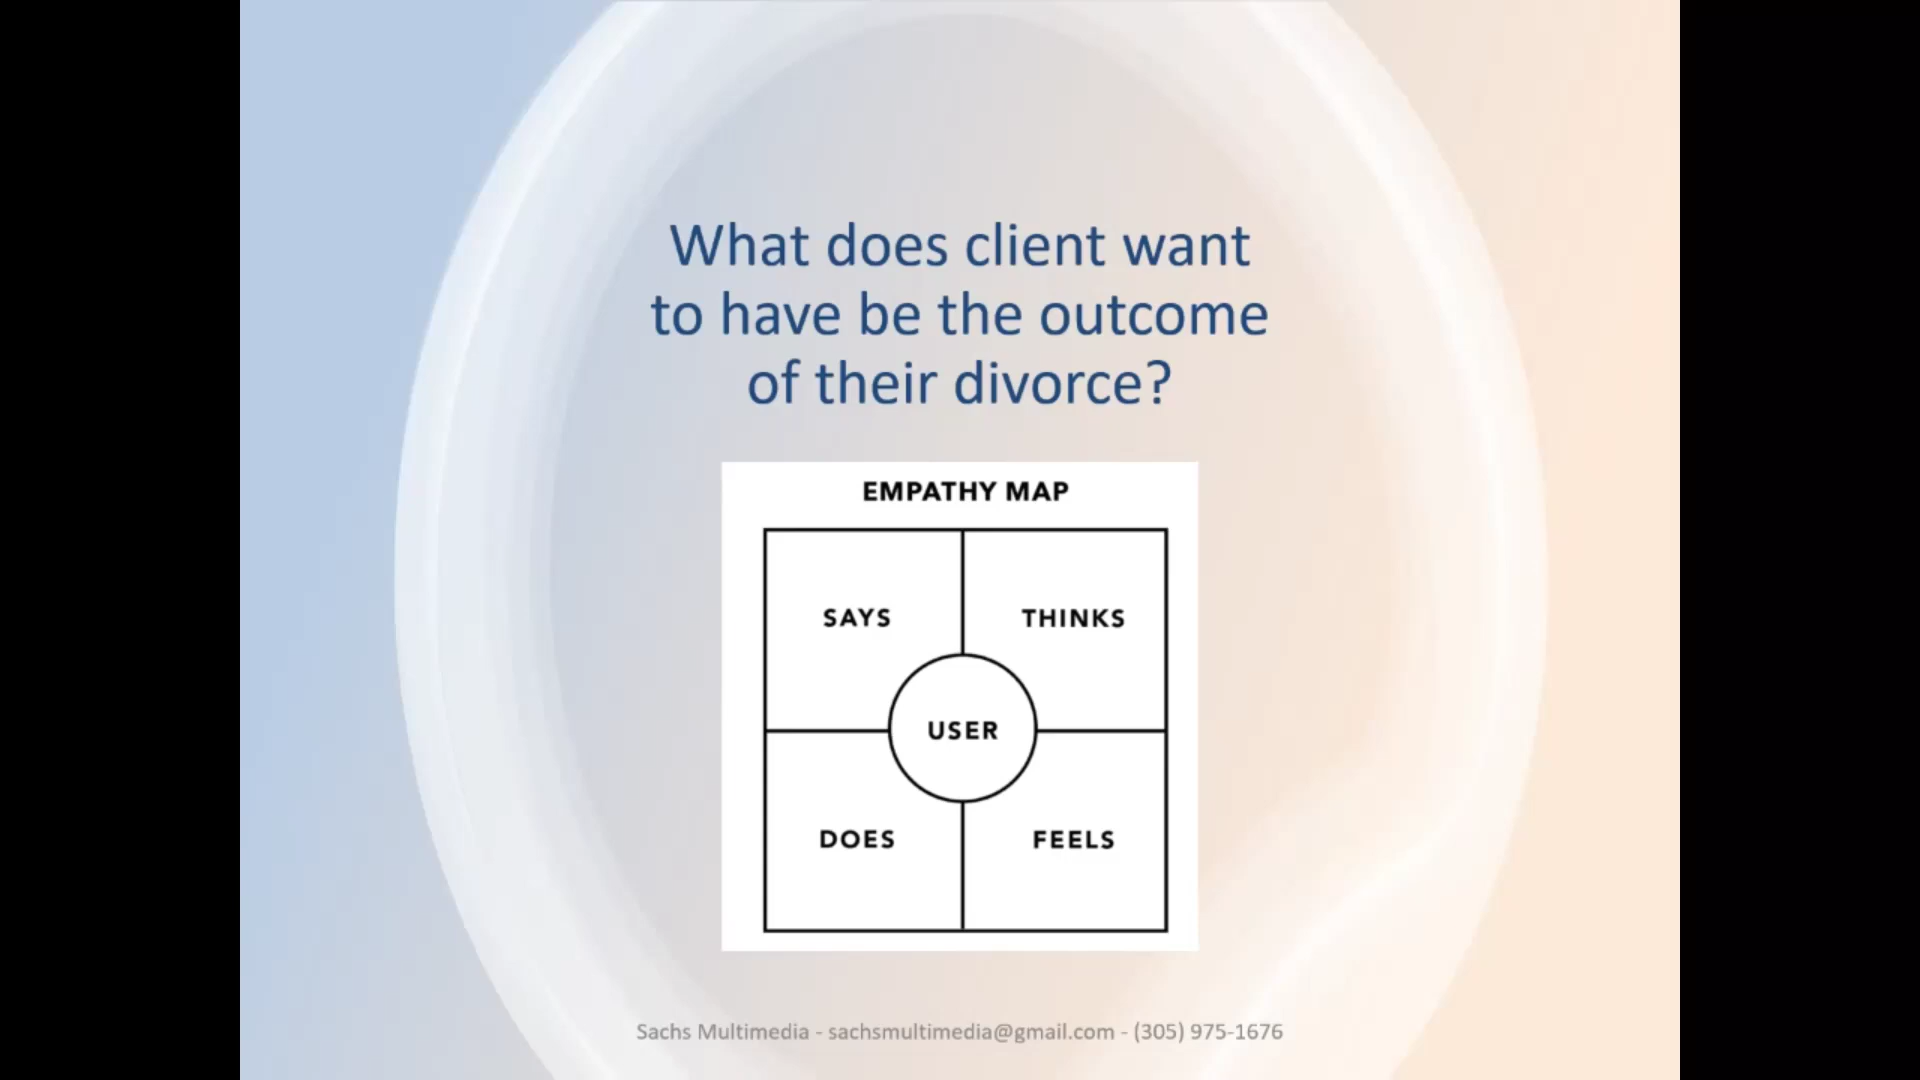 What does client want
to have be the outcome
of their divorce?
EMPATHY MAP
SAYS
THINKS
USER
DOES
FEELS
Sachs Multimedia - sachsmultimedia@gmail.com - (305) 975-1676